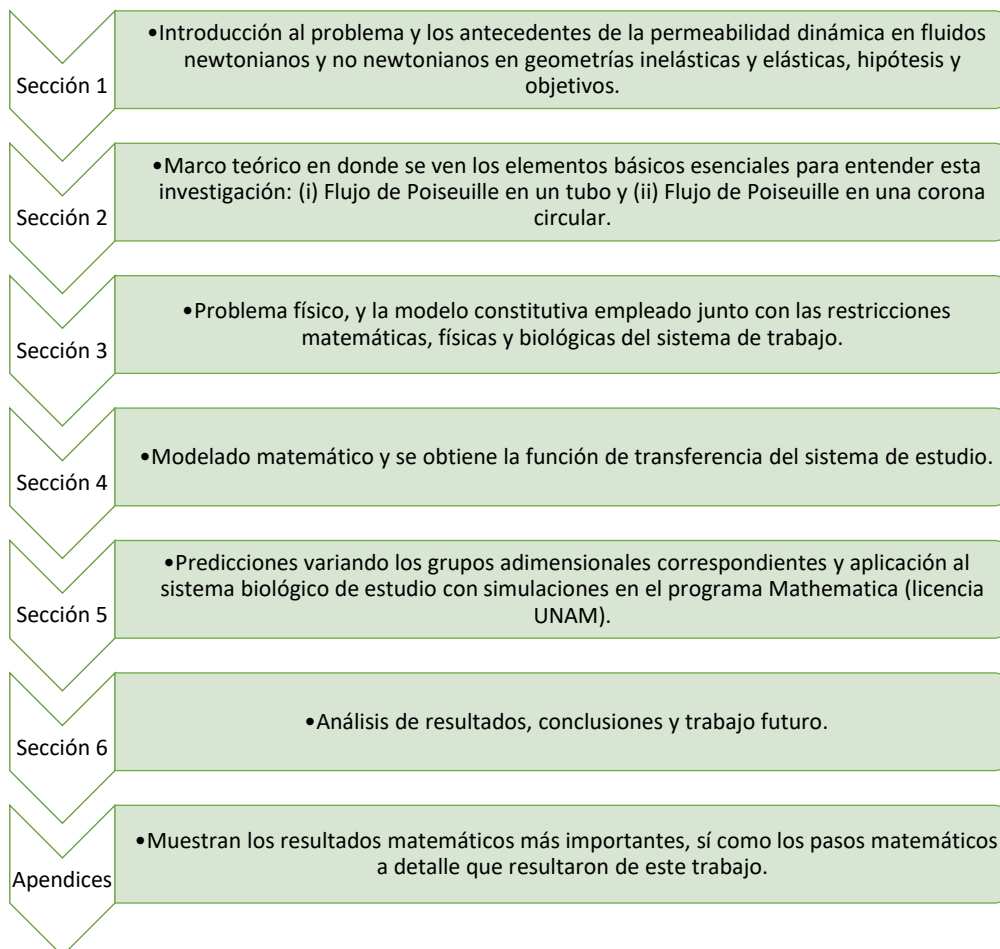 Sección 1
•Introducción al problema y los antecedentes de la permeabilidad dinámica en fluidos
newtonianos y no newtonianos en geometrías inelásticas y elásticas, hipótesis y
objetivos.
Sección 2
•Marco teórico en donde se ven los elementos básicos esenciales para entender esta
investigación: (i) Flujo de Poiseuille en un tubo y (ii) Flujo de Poiseuille en una corona
circular.
Sección 3
•Problema físico, y la modelo constitutiva empleado junto con las restricciones
matemáticas, físicas y biológicas del sistema de trabajo.
Sección 4
•Modelado matemático y se obtiene la función de transferencia del sistema de estudio.
Sección 5
•Predicciones variando los grupos adimensionales correspondientes y aplicación al
sistema biológico de estudio con simulaciones en el programa Mathematica (licencia
UNAM).
Sección 6
•Análisis de resultados, conclusiones y trabajo futuro.
Apendices
•Muestran los resultados matemáticos más importantes, sí como los pasos matemáticos
a detalle que resultaron de este trabajo.